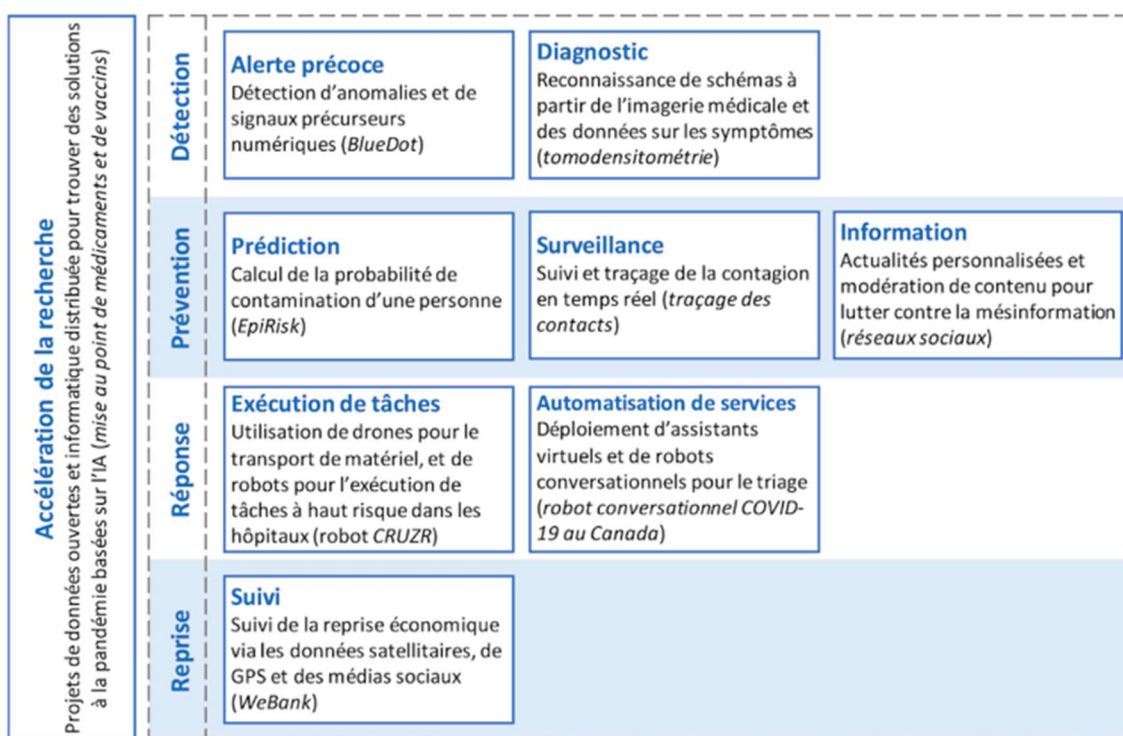 Accélération de la recherche
Projets de données ouvertes et informatique distribuée pour trouver des solutions
à la pandémie basées sur l'IA (mise au point de médicaments et de vaccins)
Détection
Alerte précoce
Détection d'anomalies et de
signaux précurseurs
numériques (BlueDot)
Diagnostic
Reconnaissance de schémas à
partir de l'imagerie médicale et
des données sur les symptômes
(tomodensitométrie)
Prévention
Prédiction
Calcul de la probabilité de
contamination d'une personne
(EpiRisk)
Surveillance
Suivi et traçage de la contagion
en temps réel (traçage des
contacts)
Information
Actualités personnalisées et
modération de contenu pour
lutter contre la mésinformation
(réseaux sociaux)
Réponse
Exécution de tâches
Utilisation de drones pour le
transport de matériel, et de
robots pour l'exécution de
tâches à haut risque dans les
hôpitaux (robot CRUZR)
Automatisation de services
Déploiement d'assistants
virtuels et de robots
conversationnels pour le triage
(robot conversationnel COVID-
19 au Canada)
Reprise
Suivi
Suivi de la reprise économique
via les données satellitaires, de
GPS et des médias sociaux
(WeBank)